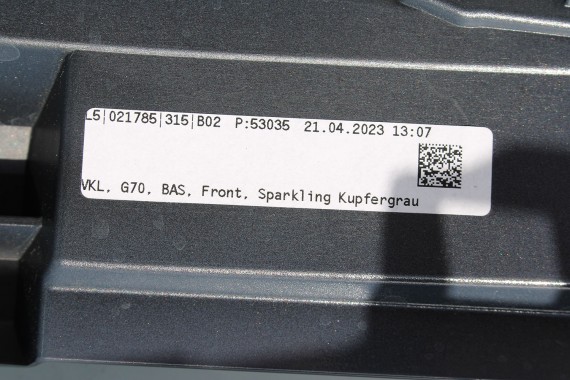 L5|021785|315|B02 P:53035 21.04.2023 13:07
VKL, G70, BAS, Front, Sparkling Kupfergrau